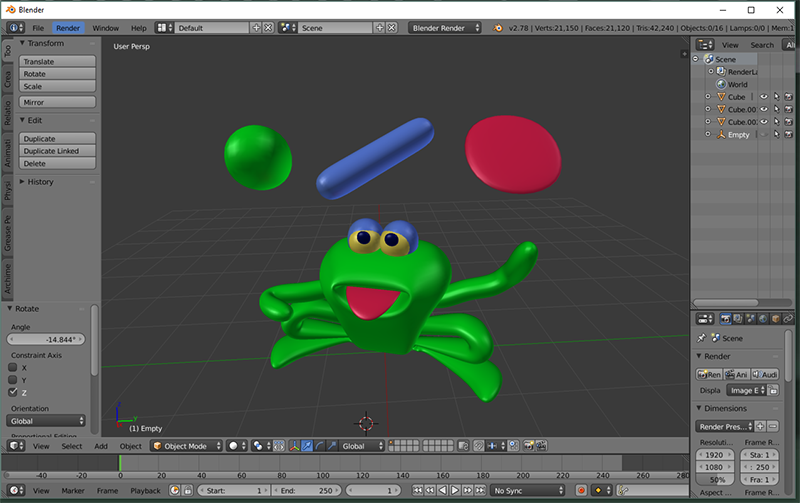 Blender
File Render Window Help Default Scene Blender Render v2.78 | Verts:21,150 | Faces:21,120 | Tris:42,240 | Objects:0/16 | Lamps:0/0 | Mem:1
Too
Crea
Relatio
Animati
Physi
Grease Pe
Archime
Transform
Translate
Rotate
Scale
Mirror
Edit
Duplicate
Duplicate Linked
Delete
History
Rotate
Angle
-14.844°
Constraint Axis
X
Y
Z
Orientation
Global
Proportional Editing
User Persp
(1) Empty
View Select Add Object Object Mode Global
-40 -20 0 20 40 60 80 100 120 140 160 180 200 220 240 260 280
View Marker Frame Playback Start: 1 End: 250 1 No Sync
View Search All
Scene
RenderLa
World
Cube
Cube.00
Cube.00
Empty
Scene
Render
Ren Ani Audi
Displa Image E
Dimensions
Render Pres...
Resoluti... Frame R...
1920 Sta: 1
1080 : 250
50% Fra: 1
Aspect ... Frame R...